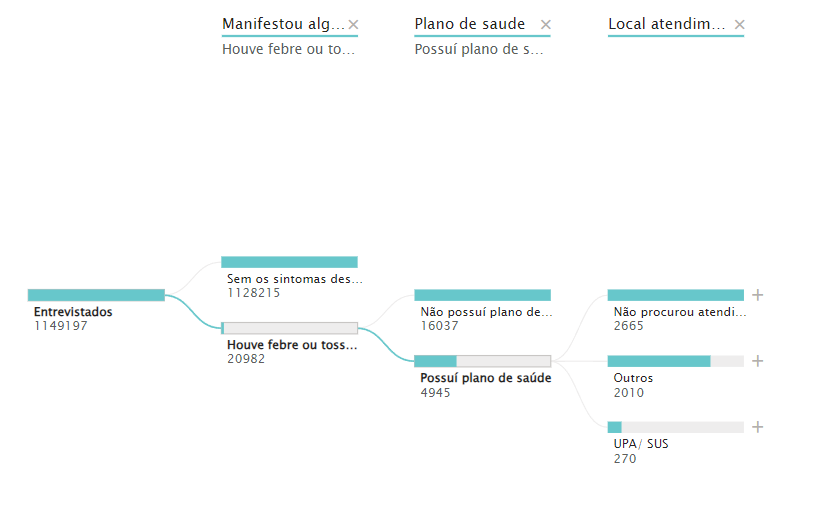 Manifestou alg... ×
Plano de saude ×
Local atendim... ×
Houve febre ou to...
Possuí plano de s...
Sem os sintomas des...
1128215
Entrevistados
1149197
Não possuí plano de...
16037
Não procurou atendi... +
2665
Houve febre ou toss...
20982
Possuí plano de saúde
4945
Outros +
2010
UPA/ SUS +
270